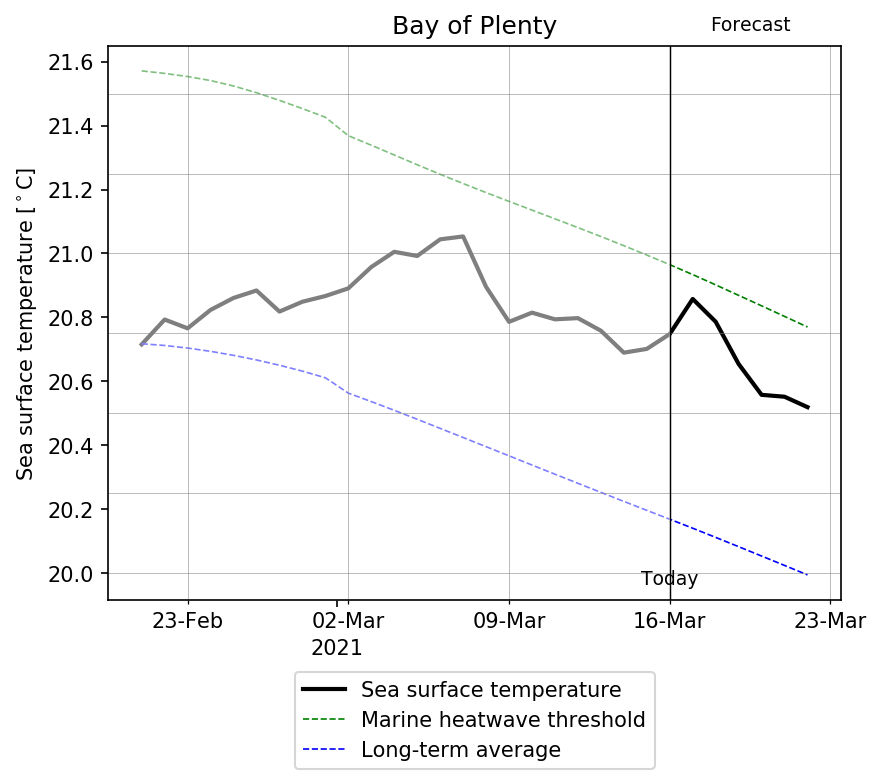 Bay of Plenty
Forecast
Sea surface temperature [°C]
21.6
21.4
21.2
21.0
20.8
20.6
20.4
20.2
20.0
Today
23-Feb
02-Mar
09-Mar
16-Mar
23-Mar
2021
Sea surface temperature
Marine heatwave threshold
Long-term average